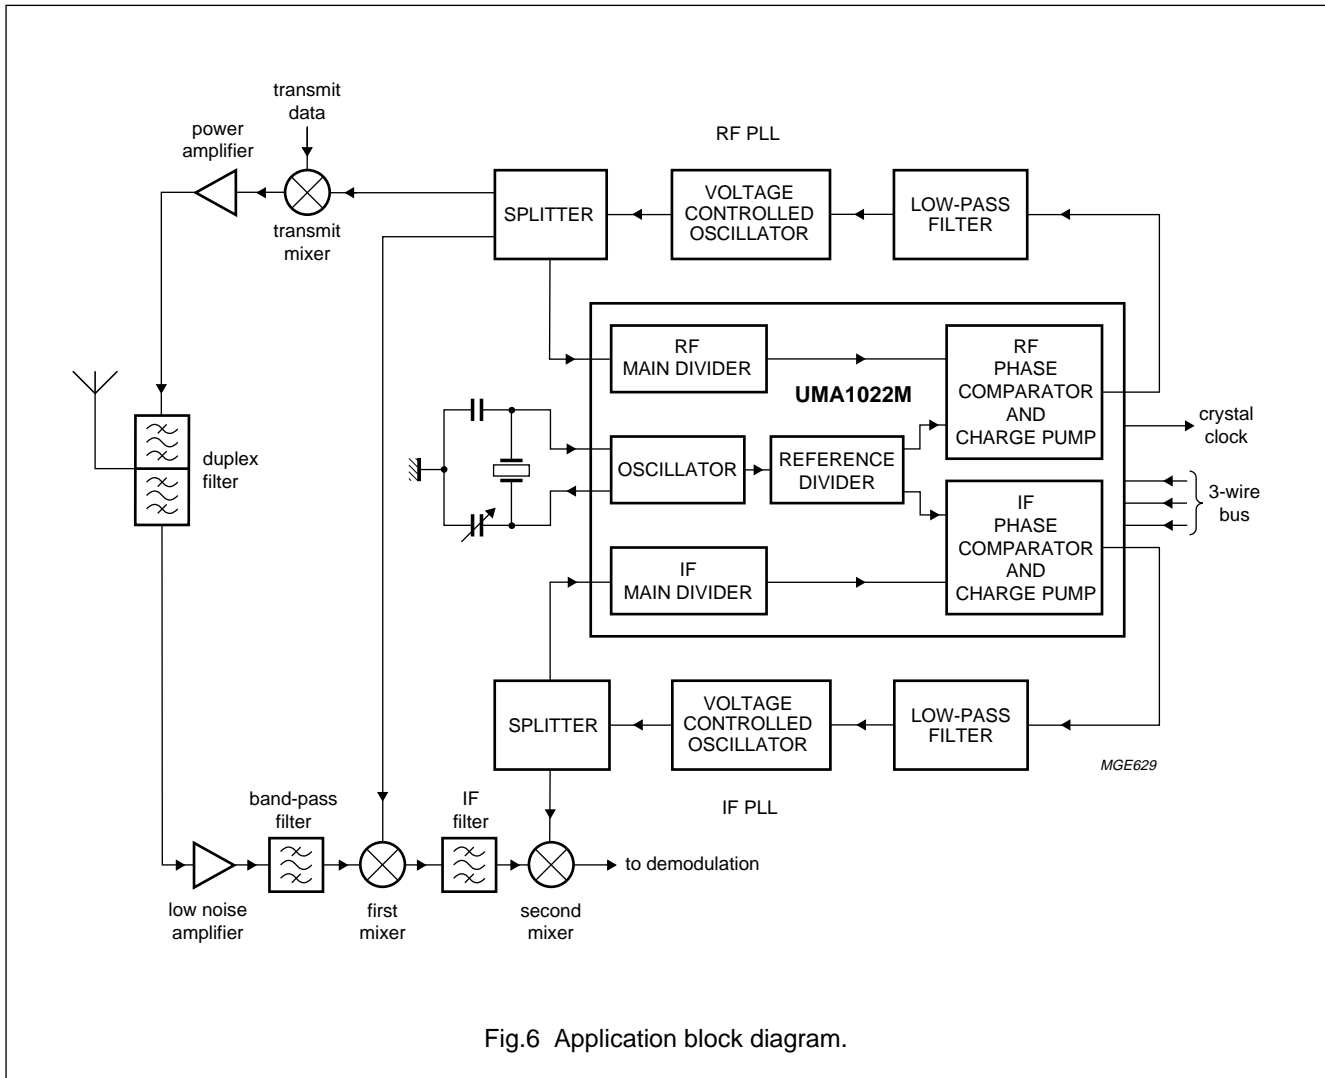 transmit
data
power
amplifier
RF PLL
SPLITTER
VOLTAGE
CONTROLLED
OSCILLATOR
LOW-PASS
FILTER
transmit
mixer
RF
MAIN DIVIDER
RF
PHASE
COMPARATOR
AND
CHARGE PUMP
UMA1022M
crystal
clock
duplex
filter
OSCILLATOR
REFERENCE
DIVIDER
3-wire
bus
IF
PHASE
COMPARATOR
AND
CHARGE PUMP
IF
MAIN DIVIDER
SPLITTER
VOLTAGE
CONTROLLED
OSCILLATOR
LOW-PASS
FILTER
MGE629
IF PLL
band-pass
filter
IF
filter
to demodulation
low noise
amplifier
first
mixer
second
mixer
Fig.6 Application block diagram.